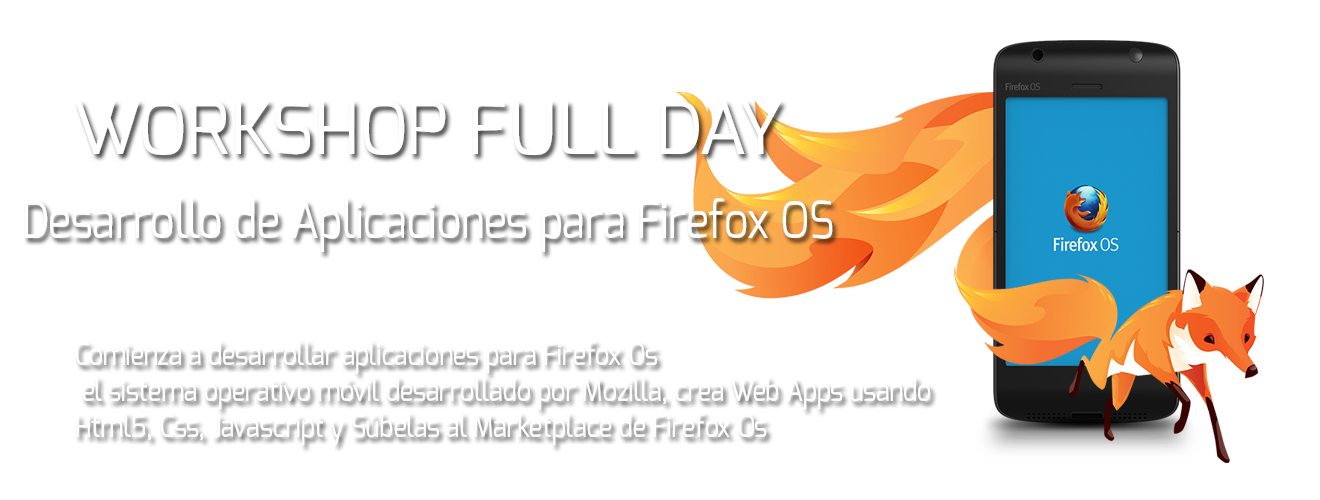 WORKSHOP FULL DAY
Desarrollo de Aplicaciones para Firefox OS
Comienza a desarrollar aplicaciones para Firefox Os
el sistema operativo móvil desarrollado por Mozilla, crea Web Apps usando
Html5, Css, Javascript y Súbelas al Marketplace de Firefox Os
Firefox OS
Firefox OS